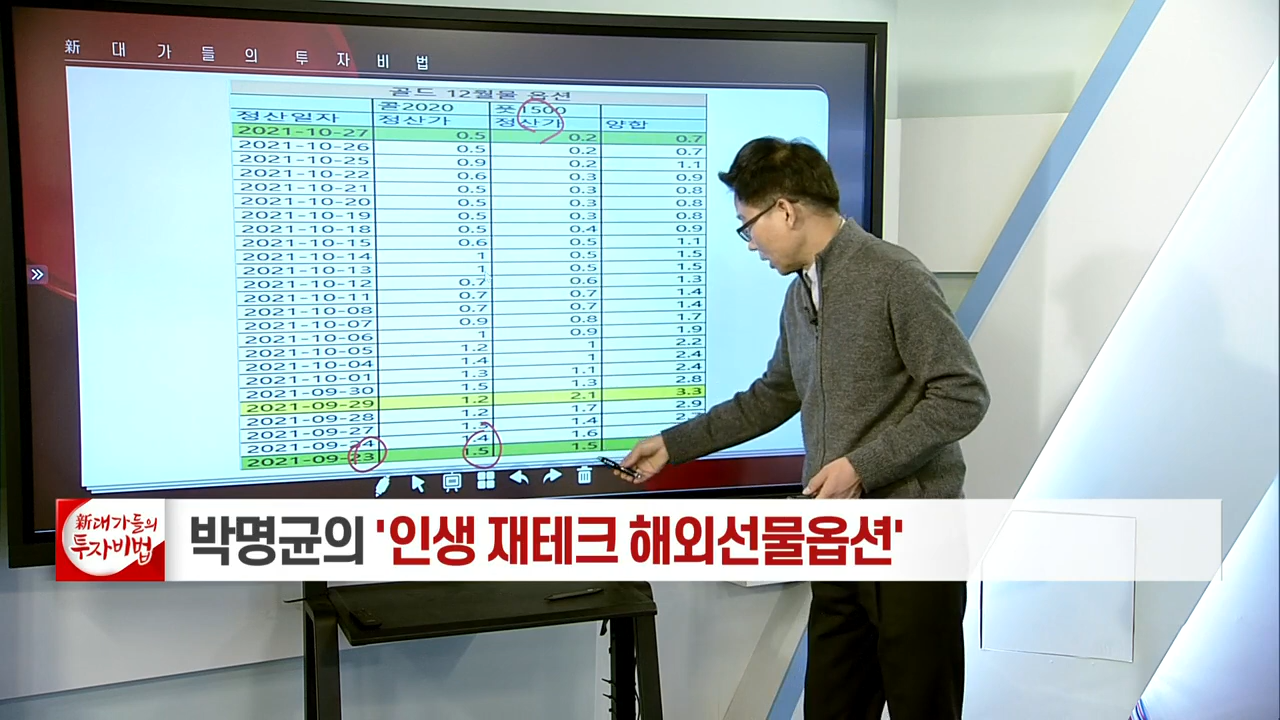 新 대 가 들 의 투 자 비 법
골드 12월물 옵션
콜2020 풋1500
정산일자 정산가 정산가 양합
2021-10-27 0.5 0.2 0.7
2021-10-26 0.5 0.2 0.7
2021-10-25 0.9 0.2 1.1
2021-10-22 0.6 0.3 0.9
2021-10-21 0.5 0.3 0.8
2021-10-20 0.5 0.3 0.8
2021-10-19 0.5 0.3 0.8
2021-10-18 0.5 0.4 0.9
2021-10-15 0.6 0.5 1.1
2021-10-14 1 0.5 1.5
2021-10-13 1 0.5 1.5
2021-10-12 0.7 0.6 1.3
2021-10-11 0.7 0.7 1.4
2021-10-08 0.7 0.7 1.4
2021-10-07 0.9 0.8 1.7
2021-10-06 1 0.9 1.9
2021-10-05 1.2 1 2.2
2021-10-04 1.4 1 2.4
2021-10-01 1.3 1.1 2.4
2021-09-30 1.5 1.3 2.8
2021-09-29 1.2 2.1 3.3
2021-09-28 1.2 1.7 2.9
2021-09-27 1.4
2021-09-24 1.4 1.6
2021-09-23 1.5 1.5
新대가들의
투자비법
박명균의 '인생 재테크 해외선물옵션'